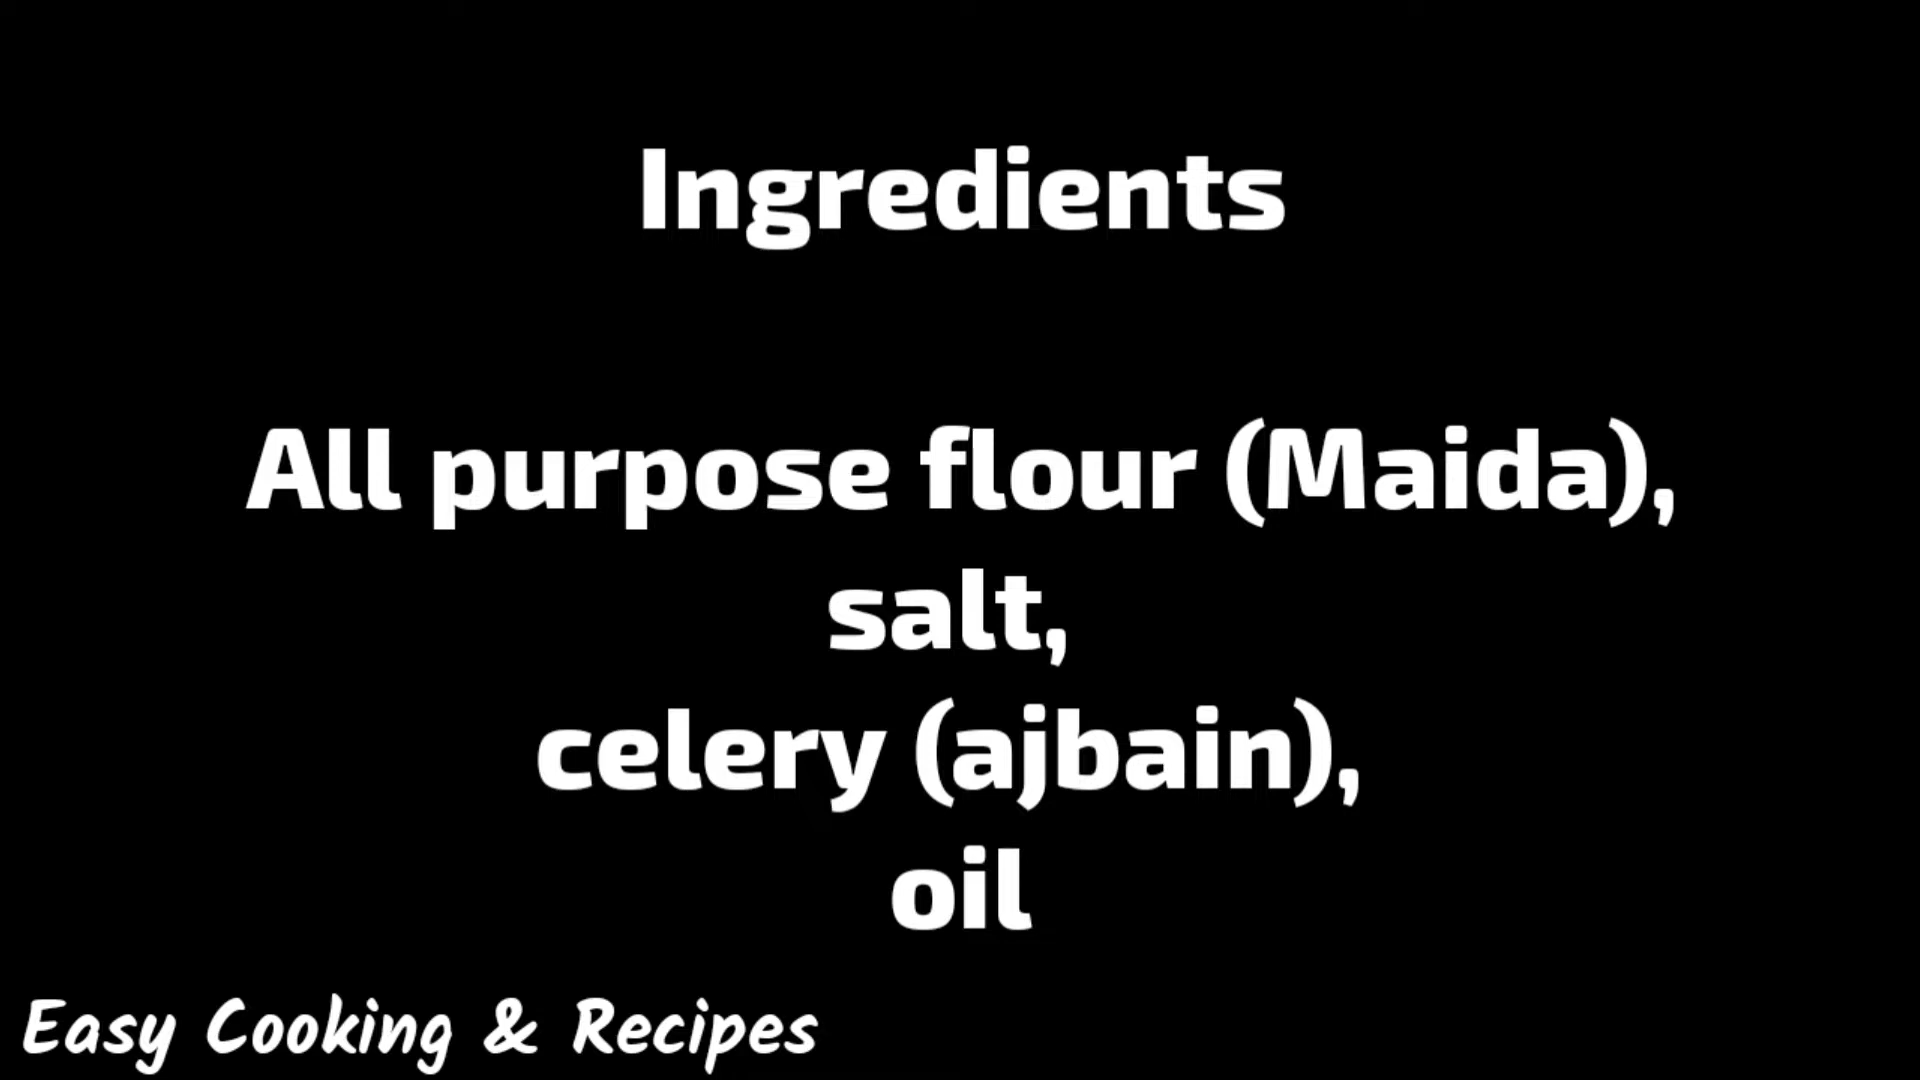 Ingredients
All purpose flour (Maida),
salt,
celery (ajbain),
oil
Easy Cooking & Recipes